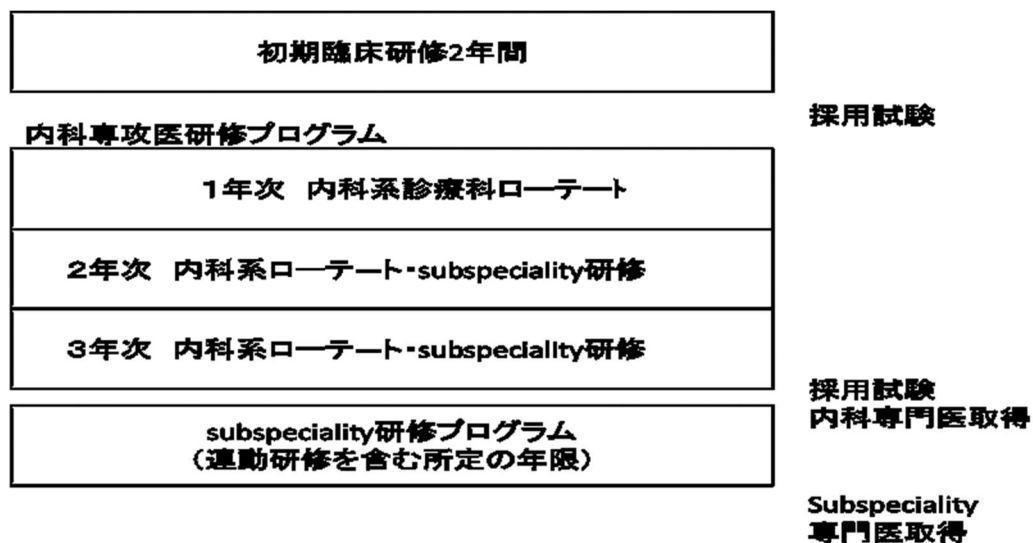 初期臨床研修2年間
採用試験
内科専攻医研修プログラム
1年次 内科系診療科ローテート
2年次 内科系ローテート・subspeciality研修
3年次 内科系ローテート・subspeciality研修
採用試験
内科専門医取得
subspeciality研修プログラム
（連動研修を含む所定の年限）
Subspeciality
専門医取得